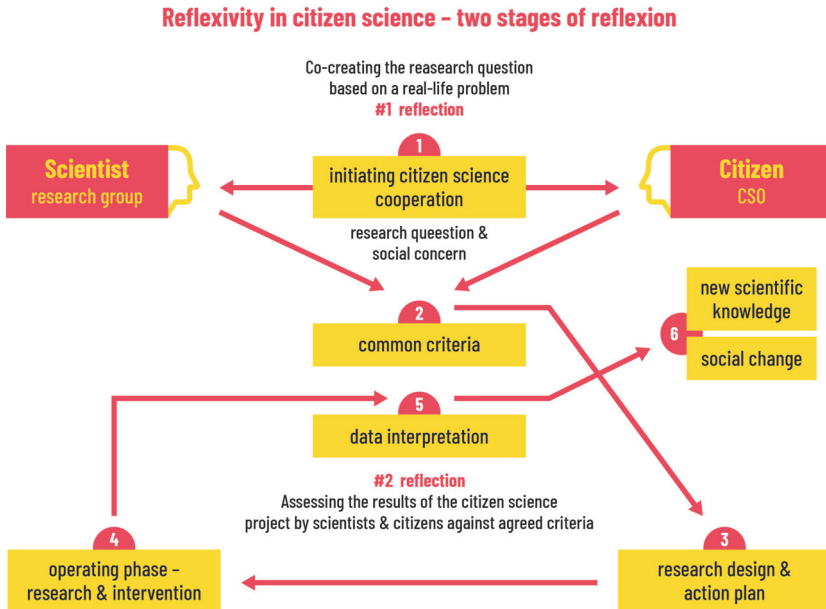 Reflexivity in citizen science – two stages of reflexion
Co-creating the reasearch question
based on a real-life problem
#1 reflection
Scientist
research group
1
initiating citizen science
cooperation
Citizen
CSO
research queestion &
social concern
2
common criteria
new scientific
knowledge
6
social change
5
data interpretation
#2 reflection
Assessing the results of the citizen science
project by scientists & citizens against agreed criteria
4
operating phase –
research & intervention
3
research design &
action plan